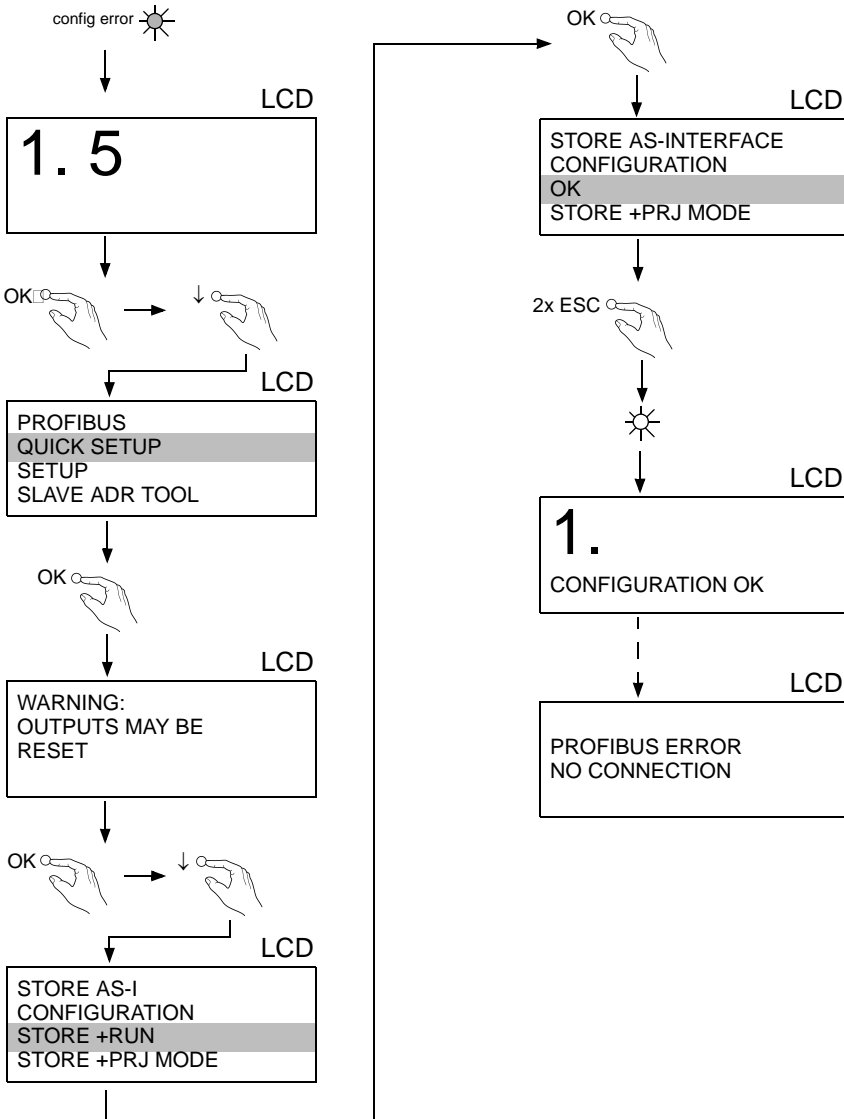 config error
LCD
1. 5
OK
↓
LCD
PROFIBUS
QUICK SETUP
SETUP
SLAVE ADR TOOL
OK
LCD
WARNING:
OUTPUTS MAY BE
RESET
OK
↓
LCD
STORE AS-I
CONFIGURATION
STORE +RUN
STORE +PRJ MODE
OK
LCD
STORE AS-INTERFACE
CONFIGURATION
OK
STORE +PRJ MODE
2x ESC
LCD
1.
CONFIGURATION OK
LCD
PROFIBUS ERROR
NO CONNECTION